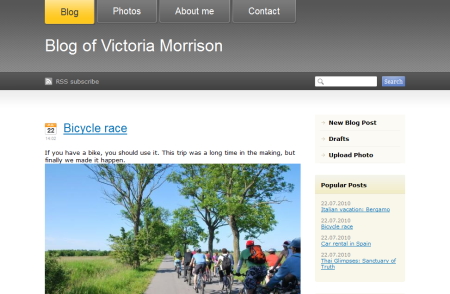 Blog
Photos
About me
Contact
Blog of Victoria Morrison
RSS subscribe
Search
22
Bicycle race
If you have a bike, you should use it. This trip was a long time in the making, but
finally we made it happen.
New Blog Post
Drafts
Upload Photo
Popular Posts
22.07.2010
Italian vacation: Bergamo
22.07.2010
Bicycle race
22.07.2010
Car rental in Spain
22.07.2010
Thai Glimpses: Sanctuary of
Truth